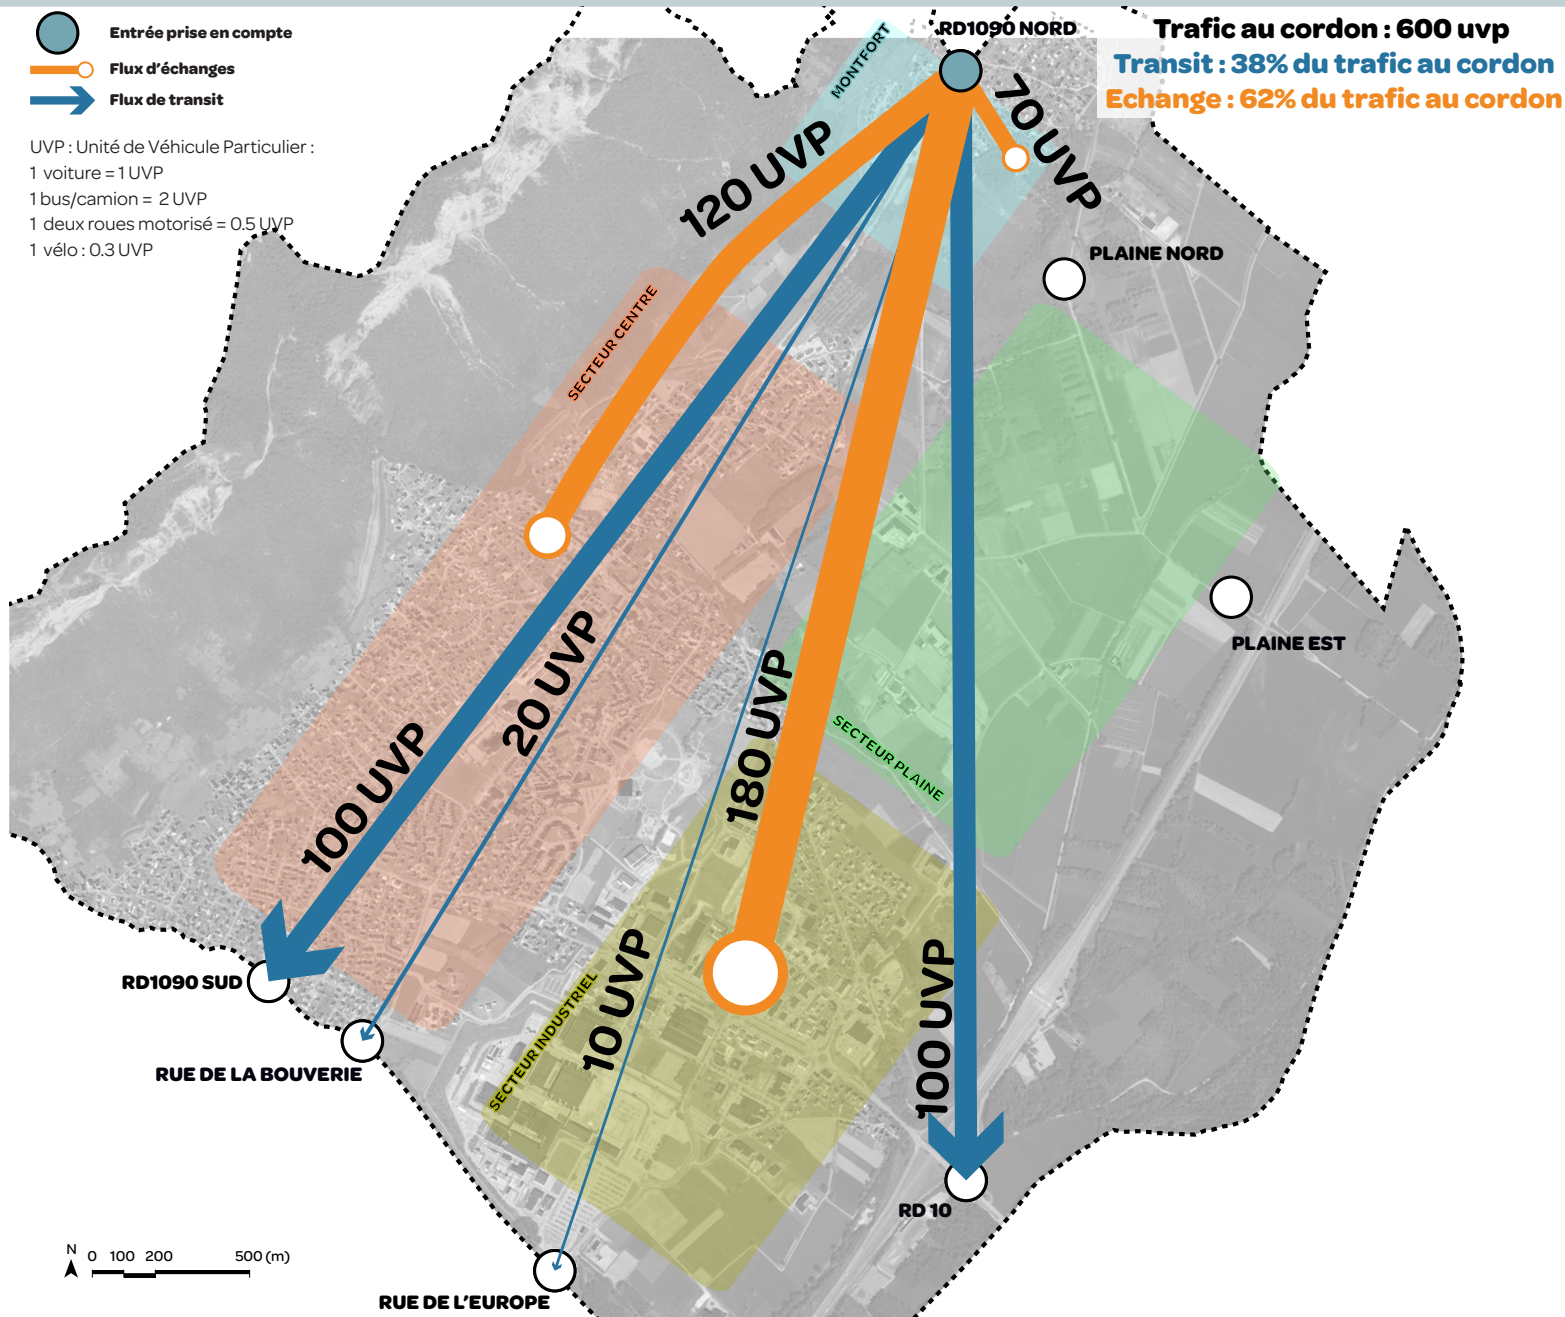 Entrée prise en compte
Flux d'échanges
Flux de transit
UVP : Unité de Véhicule Particulier :
1 voiture = 1 UVP
1 bus/camion = 2 UVP
1 deux roues motorisé = 0.5 UVP
1 vélo : 0.3 UVP
RD1090 NORD
Trafic au cordon : 600 uvp
Transit : 38% du trafic au cordon
Echange : 62% du trafic au cordon
MONTFORT
70 UVP
120 UVP
PLAINE NORD
SECTEUR CENTRE
PLAINE EST
20 UVP
180 UVP
SECTEUR PLAINE
100 UVP
RD1090 SUD
10 UVP
100 UVP
SECTEUR INDUSTRIEL
RUE DE LA BOUVERIE
RD 10
N 0 100 200 500 (m)
RUE DE L'EUROPE